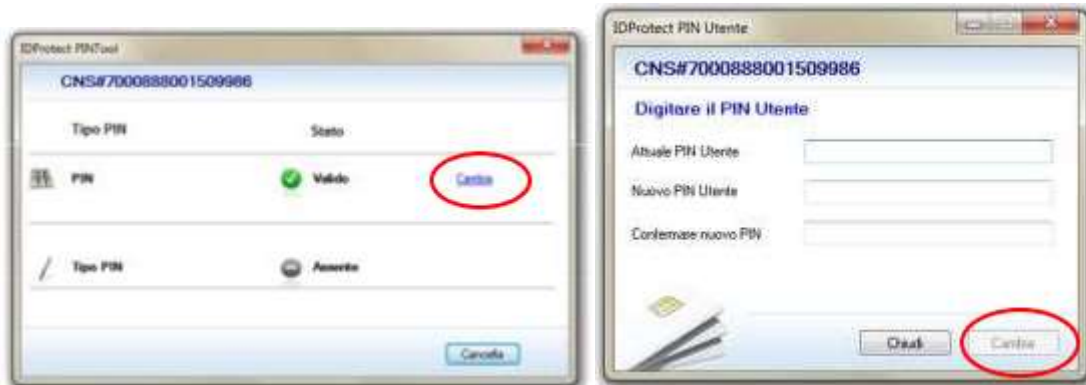 IDProtect PINTool
CNS#7000888001509986
Tipo PIN Stato
PIN Valido Cambia
Tipo PIN Assente
Cancella
IDProtect PIN Utente
CNS#7000888001509986
Digitare il PIN Utente
Attuale PIN Utente
Nuovo PIN Utente
Confermare nuovo PIN
Chiudi Cambia